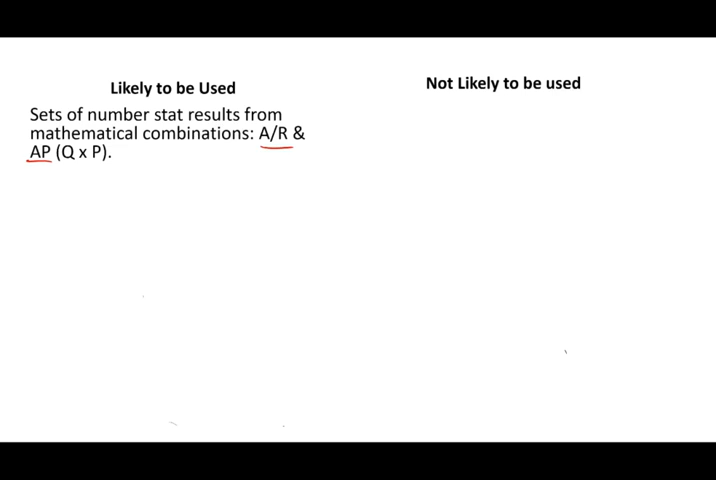 Likely to be Used
Sets of number stat results from
mathematical combinations: A/R &
AP (Q x P).
Not Likely to be used